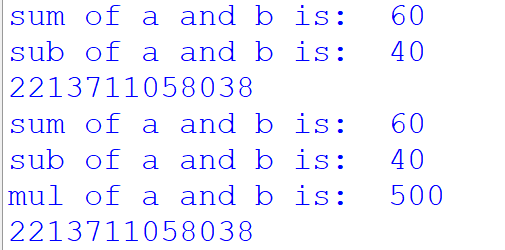 sum of a and b is:  60
sub of a and b is:  40
2213711058038
sum of a and b is:  60
sub of a and b is:  40
mul of a and b is:  500
2213711058038